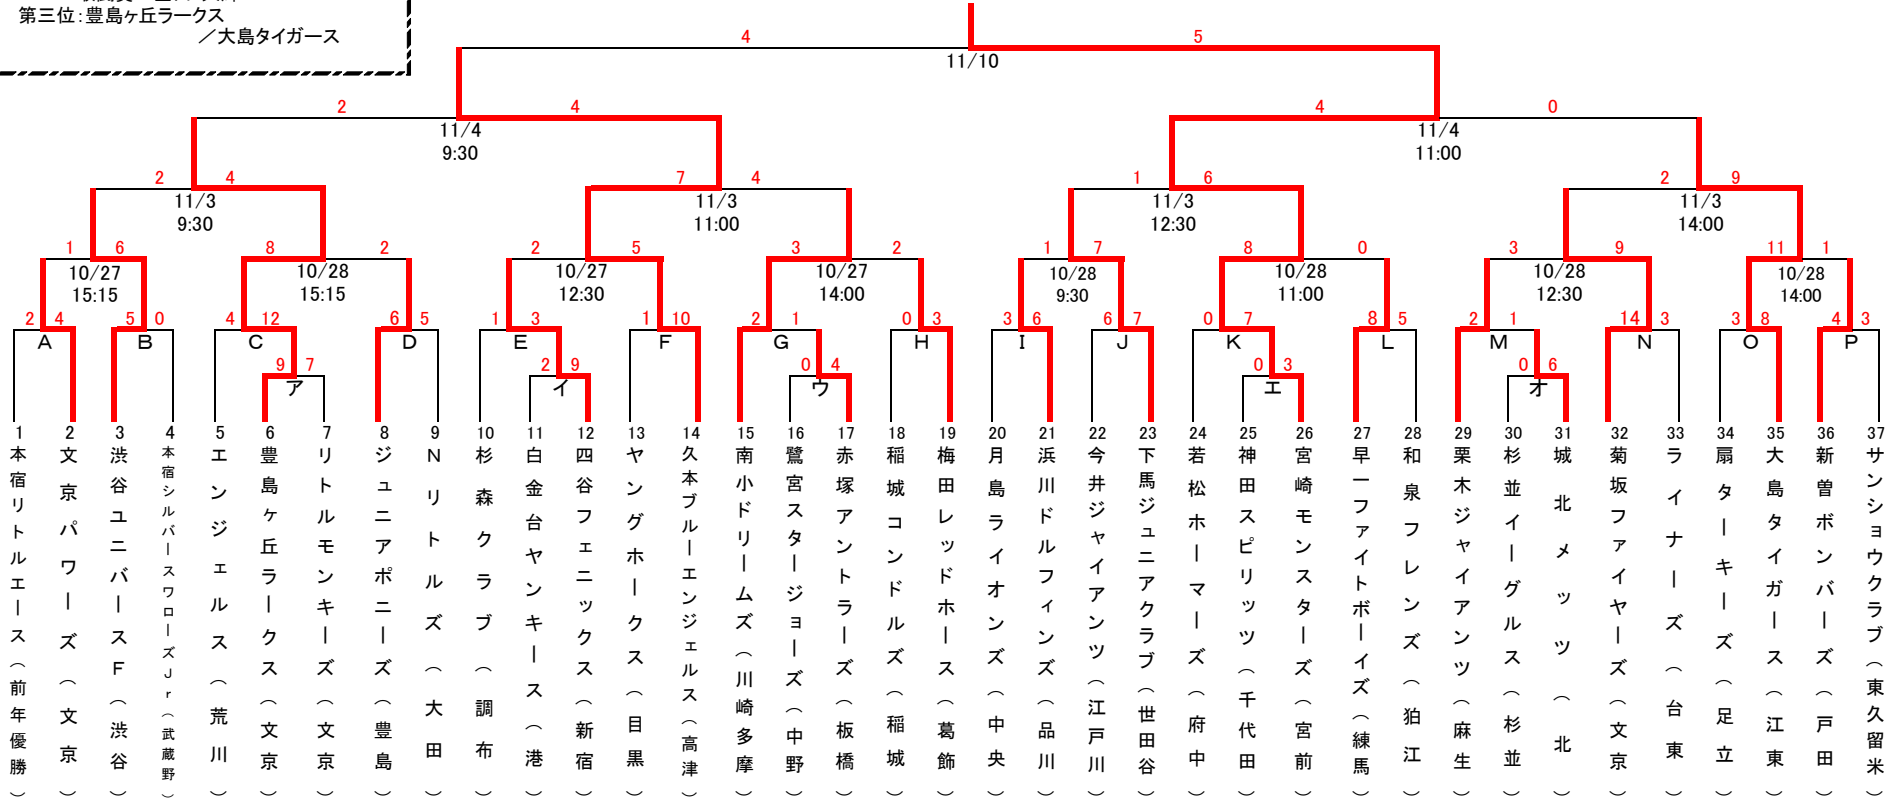 第三位:豊島ヶ丘ラークス
／大島タイガース
4 5
11/10
2 4 4 0
11/4 11/4
9:30 11:00
2 4 7 4 1 6 2 9
11/3 11/3 11/3 11/3
9:30 11:00 12:30 14:00
1 6 8 2 2 5 3 2 1 7 8 0 3 9 11 1
10/27 10/28 10/27 10/27 10/28 10/28 10/28 10/28
15:15 15:15 12:30 14:00 9:30 11:00 12:30 14:00
2 4 5 0 4 12 6 5 1 3 1 10 2 1 0 3 3 6 6 7 0 7 8 5 2 1 14 3 3 8 4 3
A B C D E F G H I J K L M N O P
9 7 2 9 0 4 0 3 0 6
ア イ ウ エ オ
1 本宿リトルエース（前年優勝）
2 文京パワーズ（文京）
3 渋谷ユニバースF（渋谷）
4 本宿シルバースワローズJr（武蔵野）
5 エンジェルス（荒川）
6 豊島ヶ丘ラークス（文京）
7 リトルモンキーズ（文京）
8 ジュニアポニーズ（豊島）
9 Nリトルズ（大田）
10 杉森クラブ（調布）
11 白金台ヤンキース（港）
12 四谷フェニックス（新宿）
13 ヤングホークス（目黒）
14 久本ブルーエンジェルス（高津）
15 南小ドリームズ（川崎多摩）
16 鷺宮スタージョーズ（中野）
17 赤塚アントラーズ（板橋）
18 稲城コンドルズ（稲城）
19 梅田レッドホース（葛飾）
20 月島ライオンズ（中央）
21 浜川ドルフィンズ（品川）
22 今井ジャイアンツ（江戸川）
23 下馬ジュニアクラブ（世田谷）
24 若松ホーマーズ（府中）
25 神田スピリッツ（千代田）
26 宮崎モンスターズ（宮前）
27 早一ファイトボーイズ（練馬）
28 和泉フレンズ（狛江）
29 栗木ジャイアンツ（麻生）
30 杉並イーグルス（杉並）
31 城北メッツ（北）
32 菊坂ファイヤーズ（文京）
33 ライナーズ（台東）
34 扇ターキーズ（足立）
35 大島タイガース（江東）
36 新曽ボンバーズ（戸田）
37 サンショウクラブ（東久留米）